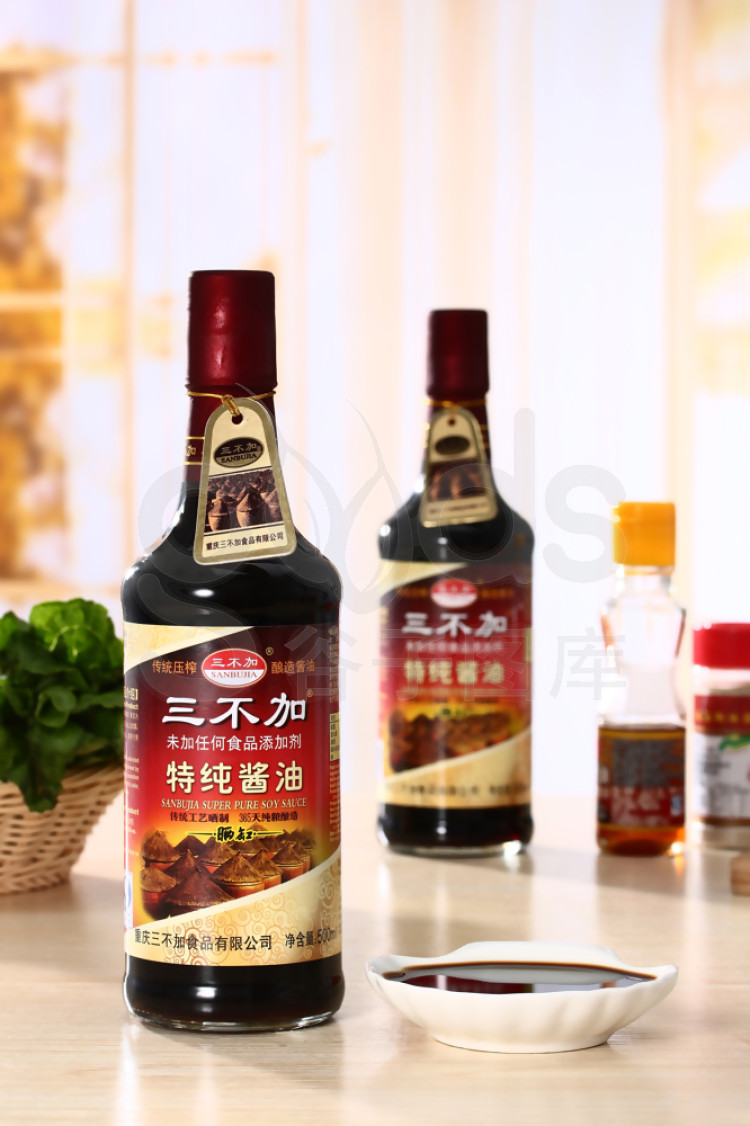 三不加
SANBUJIA
重庆三不加食品有限公司
传统压榨
三不加®
SANBUJIA
酿造酱油
三不加®
未加任何食品添加剂
特纯酱油
SANBUJIA SUPER PURE SOY SAUCE
传统工艺晒制 365天纯粮酿造
·晒缸·
重庆三不加食品有限公司 净含量:500m
三不加
特纯酱油